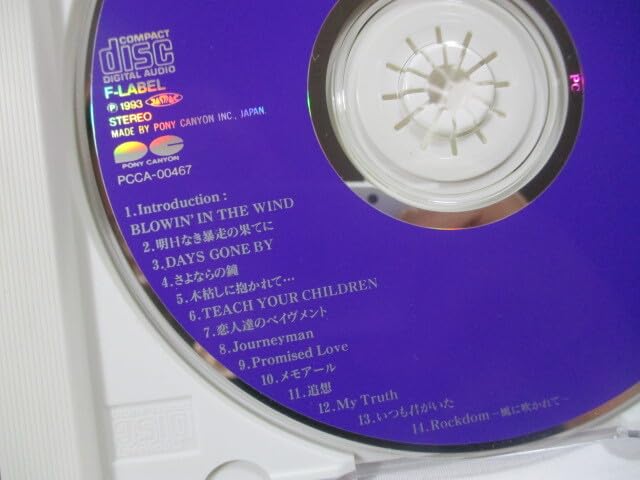 COMPACT
disc
DIGITAL AUDIO
F-LABEL
Ⓟ1993
STEREO
MADE BY PONY CANYON INC., JAPAN.
PONY CANYON
PCCA-00467
1.Introduction :
BLOWIN' IN THE WIND
2.明日なき暴走の果てに
3.DAYS GONE BY
4.さよならの鐘
5.木枯しに抱かれて…
6.TEACH YOUR CHILDREN
7.恋人達のペイヴメント
8.Journeyman
9.Promised Love
10.メモアール
11.追想
12.My Truth
13.いつも君がいた
14.Rockdom～風に吹かれて～
PC